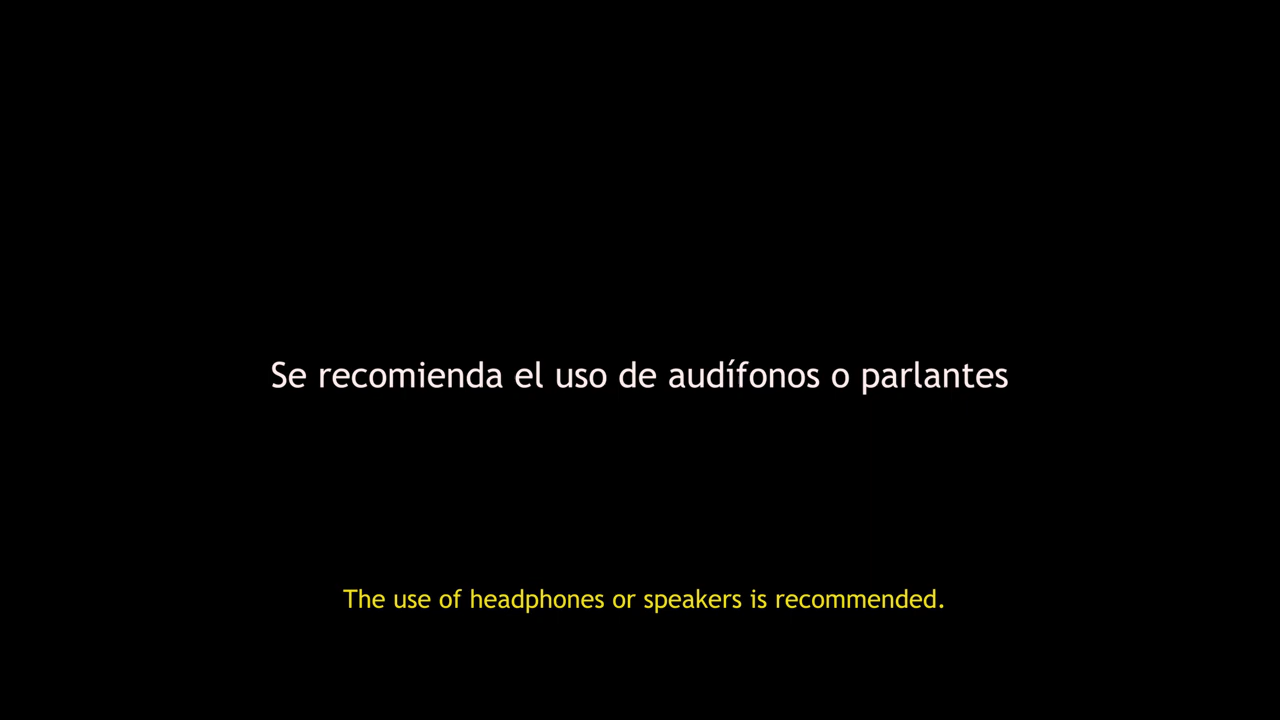 Se recomienda el uso de audífonos o parlantes
The use of headphones or speakers is recommended.